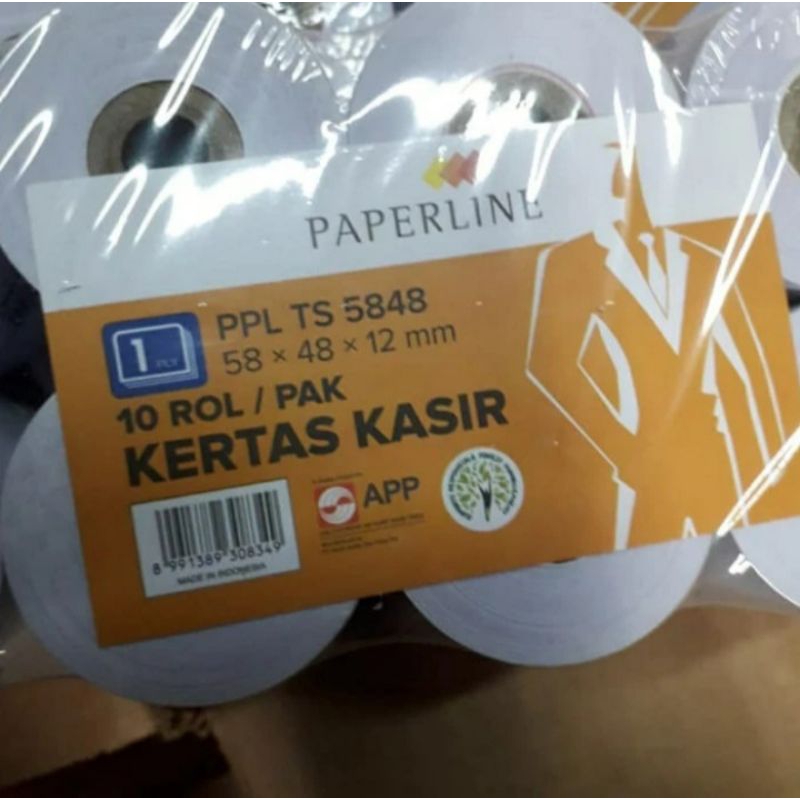 PAPERLINE
1 PLY
PPL TS 5848
58 × 48 × 12 mm
10 ROL / PAK
KERTAS KASIR
8 991389 308349
MADE IN INDONESIA
APP